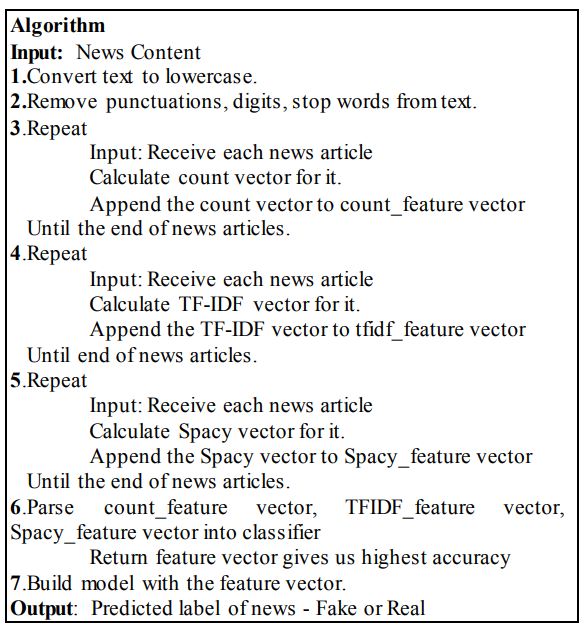 Algorithm
Input: News Content
1.Convert text to lowercase.
2.Remove punctuations, digits, stop words from text.
3.Repeat
Input: Receive each news article
Calculate count vector for it.
Append the count vector to count_feature vector
Until the end of news articles.
4.Repeat
Input: Receive each news article
Calculate TF-IDF vector for it.
Append the TF-IDF vector to tfidf_feature vector
Until end of news articles.
5.Repeat
Input: Receive each news article
Calculate Spacy vector for it.
Append the Spacy vector to Spacy_feature vector
Until the end of news articles.
6.Parse count_feature vector, TFIDF_feature vector,
Spacy_feature vector into classifier
Return feature vector gives us highest accuracy
7.Build model with the feature vector.
Output: Predicted label of news - Fake or Real